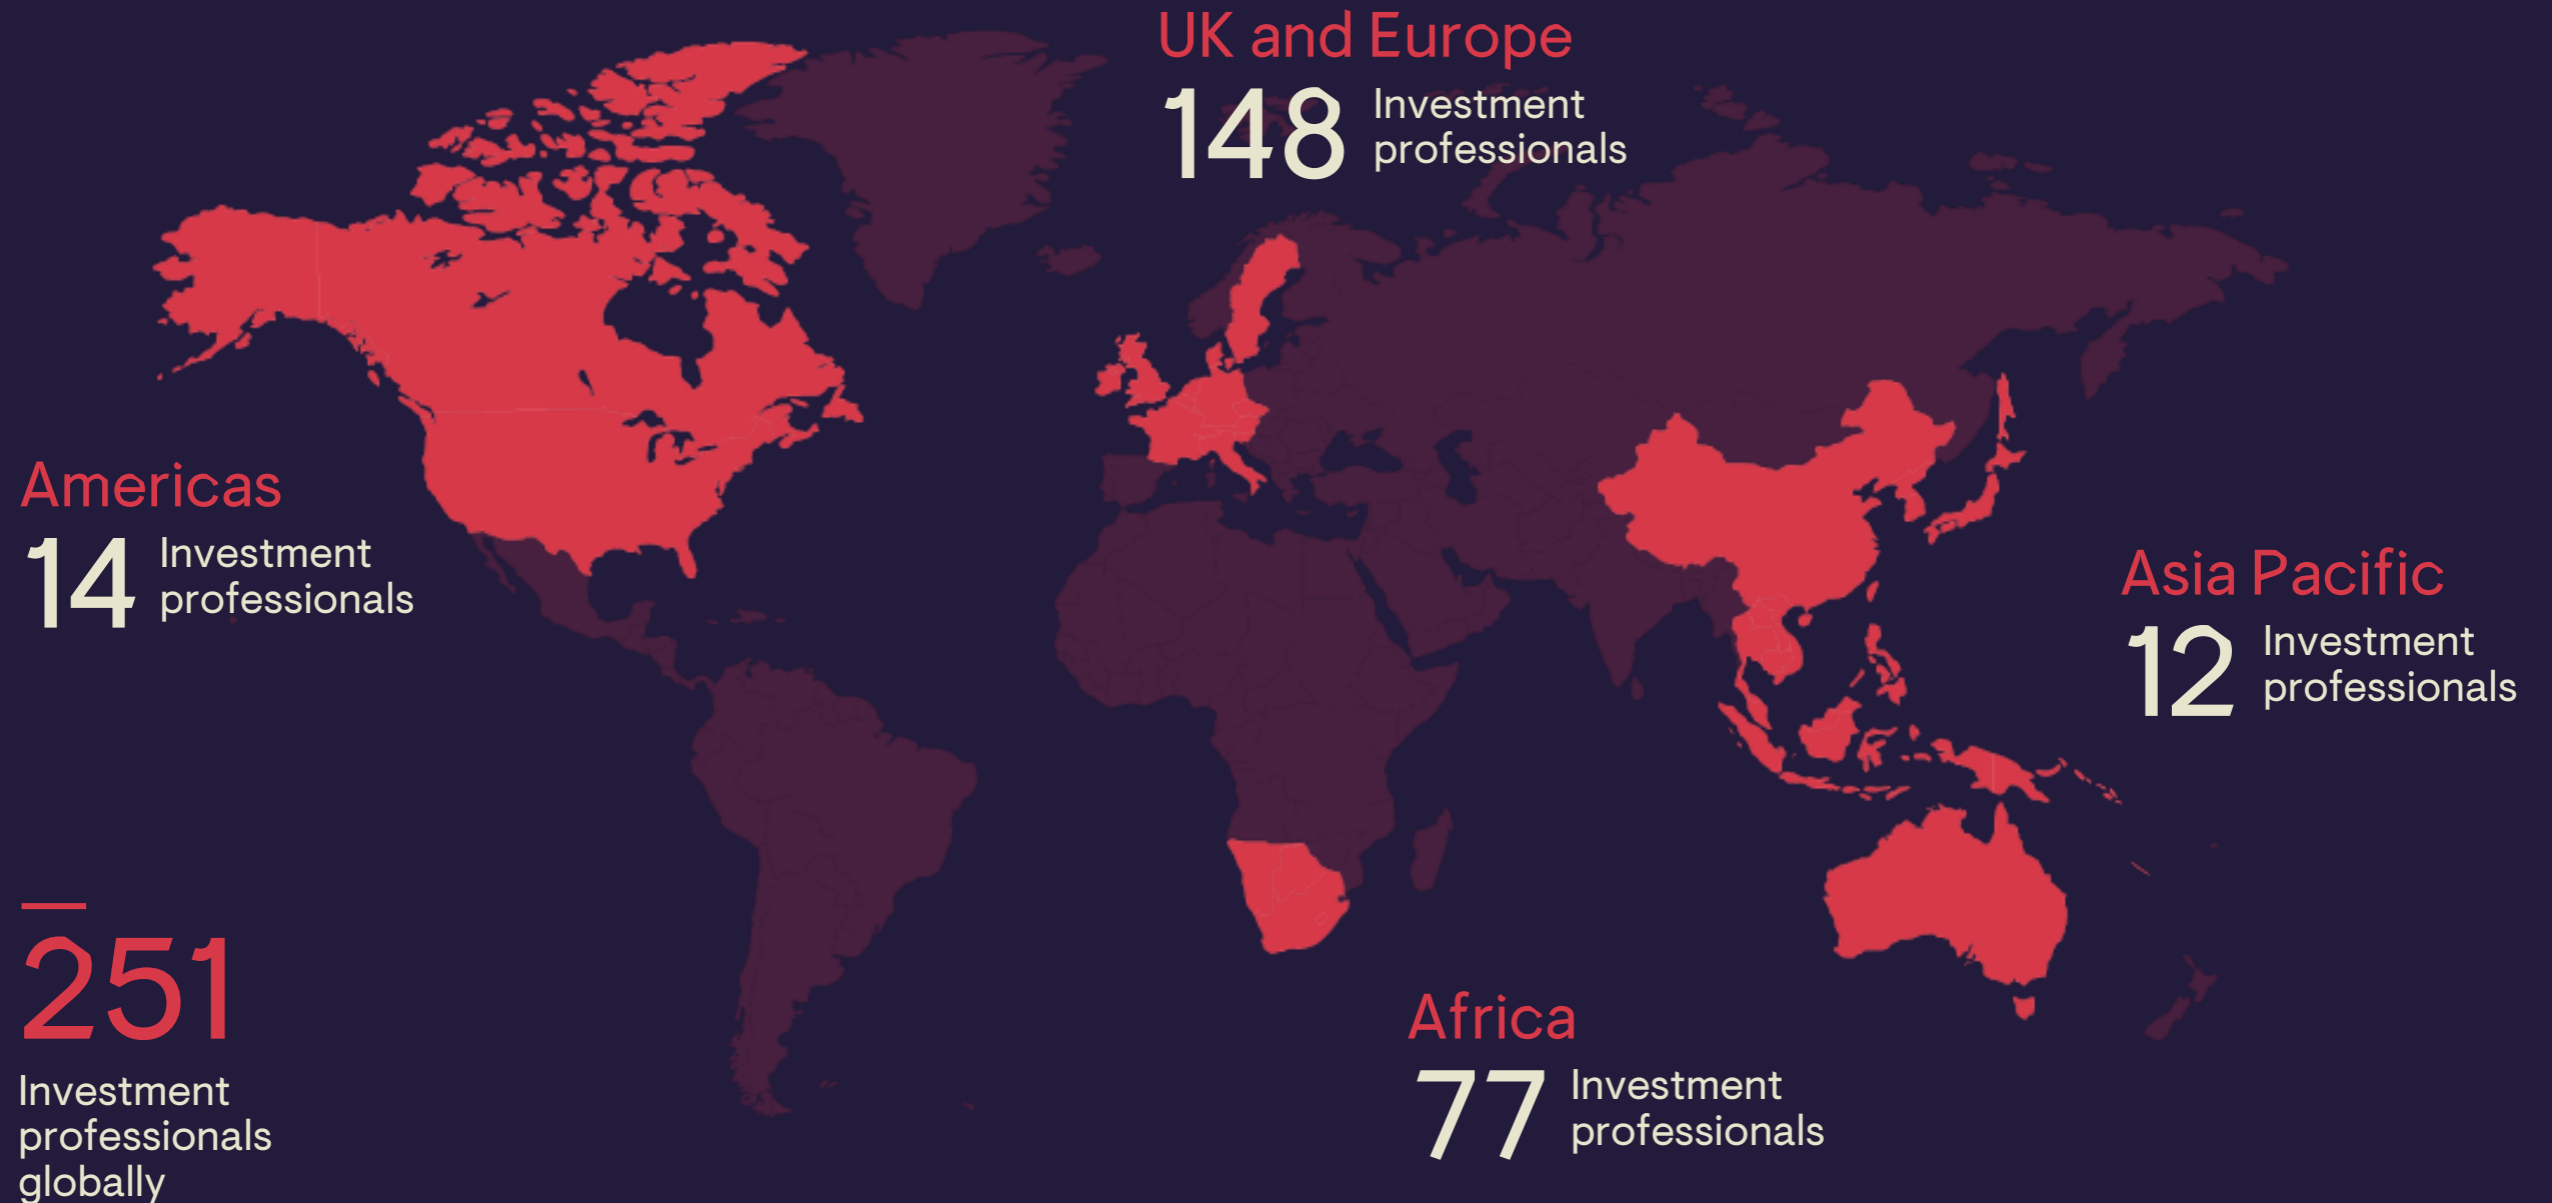 UK and Europe
148
Investment
professionals
Americas
14
Investment
professionals
Asia Pacific
12
Investment
professionals
251
Investment
professionals
globally
Africa
77
Investment
professionals